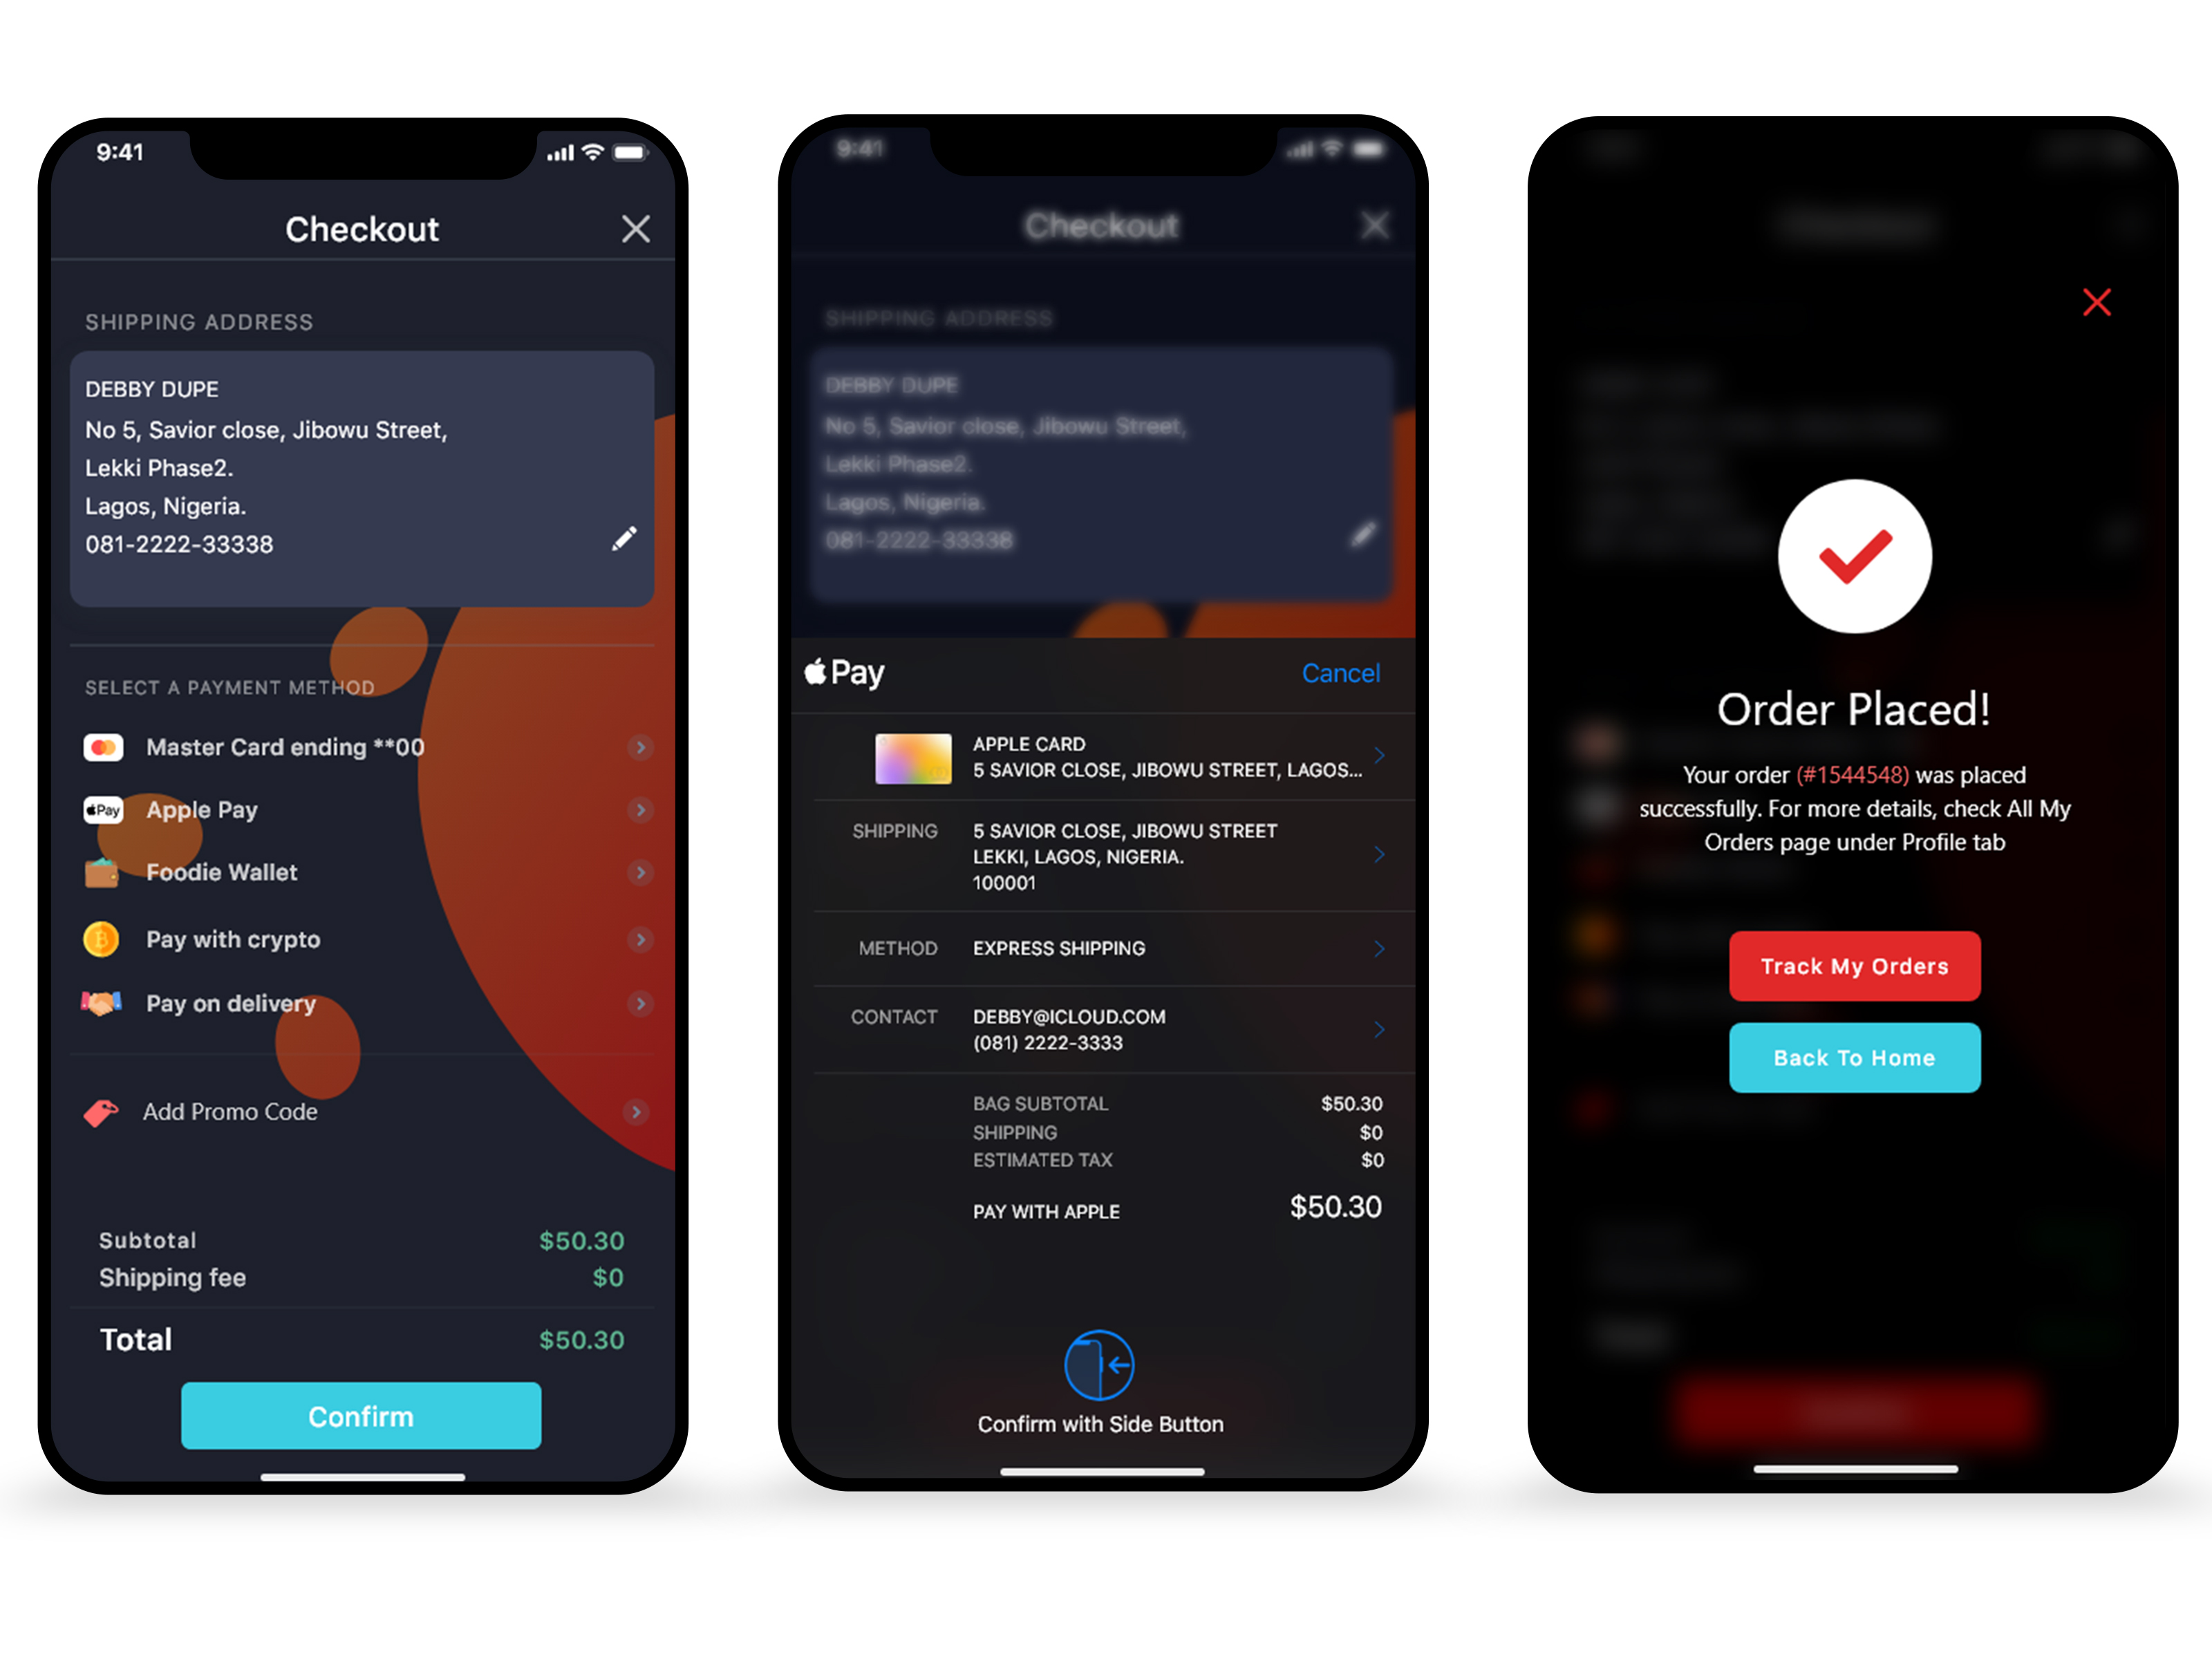 9:41
Checkout
SHIPPING ADDRESS
DEBBY DUPE
No 5, Savior close, Jibowu Street,
Lekki Phase2.
Lagos, Nigeria.
081-2222-33338
SELECT A PAYMENT METHOD
Master Card ending **00
Pay
Apple Pay
Foodie Wallet
Pay with crypto
Pay on delivery
Add Promo Code
Subtotal $50.30
Shipping fee $0
Total $50.30
Confirm
9:41
Checkout
SHIPPING ADDRESS
DEBBY DUPE
No 5, Savior close, Jibowu Street,
Lekki Phase2.
Lagos, Nigeria.
081-2222-33338
Pay Cancel
APPLE CARD
5 SAVIOR CLOSE, JIBOWU STREET, LAGOS...
SHIPPING 5 SAVIOR CLOSE, JIBOWU STREET
LEKKI, LAGOS, NIGERIA.
100001
METHOD EXPRESS SHIPPING
CONTACT DEBBY@ICLOUD.COM
(081) 2222-3333
BAG SUBTOTAL $50.30
SHIPPING $0
ESTIMATED TAX $0
PAY WITH APPLE $50.30
Confirm with Side Button
Order Placed!
Your order (#1544548) was placed
successfully. For more details, check All My
Orders page under Profile tab
Track My Orders
Back To Home